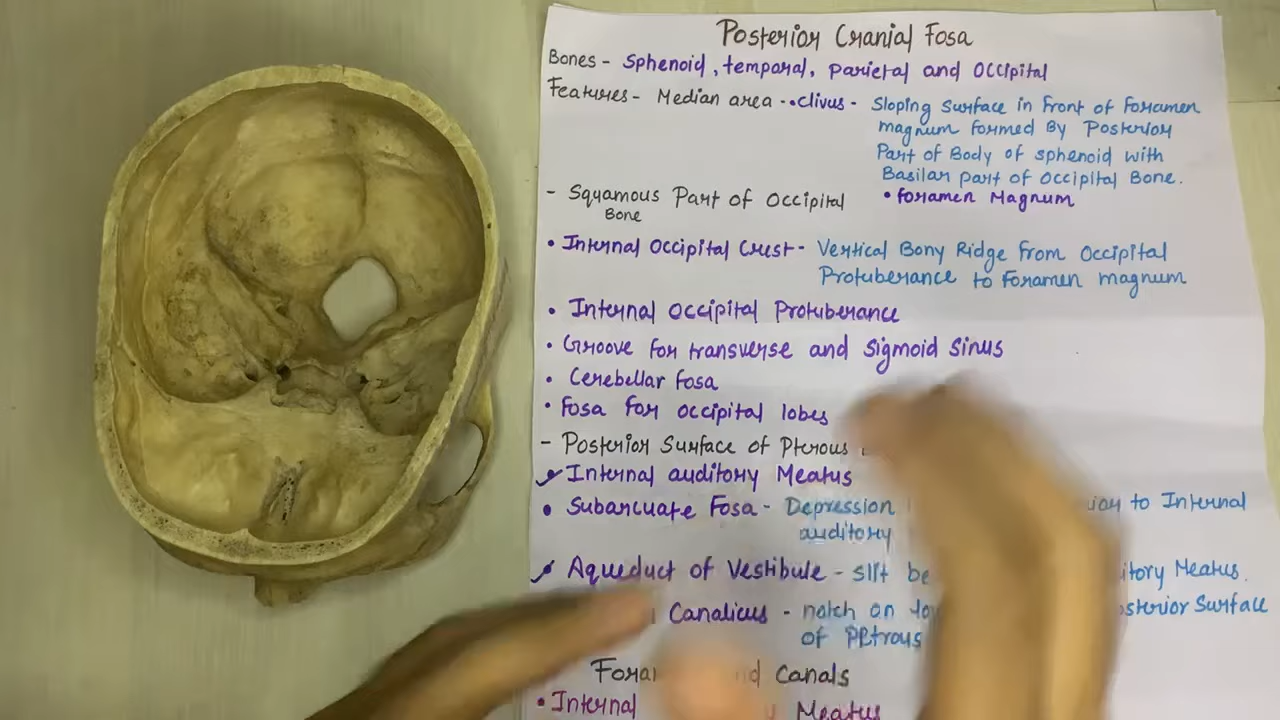 Posterior Cranial Fosa
Bones - Sphenoid, temporal, Parietal and Occipital
Features - Median area - • Clivus - Sloping Surface in Front of Foramen
magnum formed By Posterior
Part of Body of sphenoid with
Basilar part of Occipital Bone.
- Squamous Part of Occipital • Foramen Magnum
Bone
• Internal Occipital Crest - Vertical Bony Ridge from Occipital
Protuberance to Foramen magnum
• Internal Occipital Protuberance
• Groove for transverse and Sigmoid Sinus
• Cerebellar Fosa
• Fosa for occipital lobes
- Posterior Surface of Pterous
Internal auditory Meatus
• Subarcuate Fosa - Depression to Internal
auditory
Aqueduct of Vestibule - Slit Meatus.
Canalicus - notch on Surface
of Petrous
Canals
• Internal Meatus